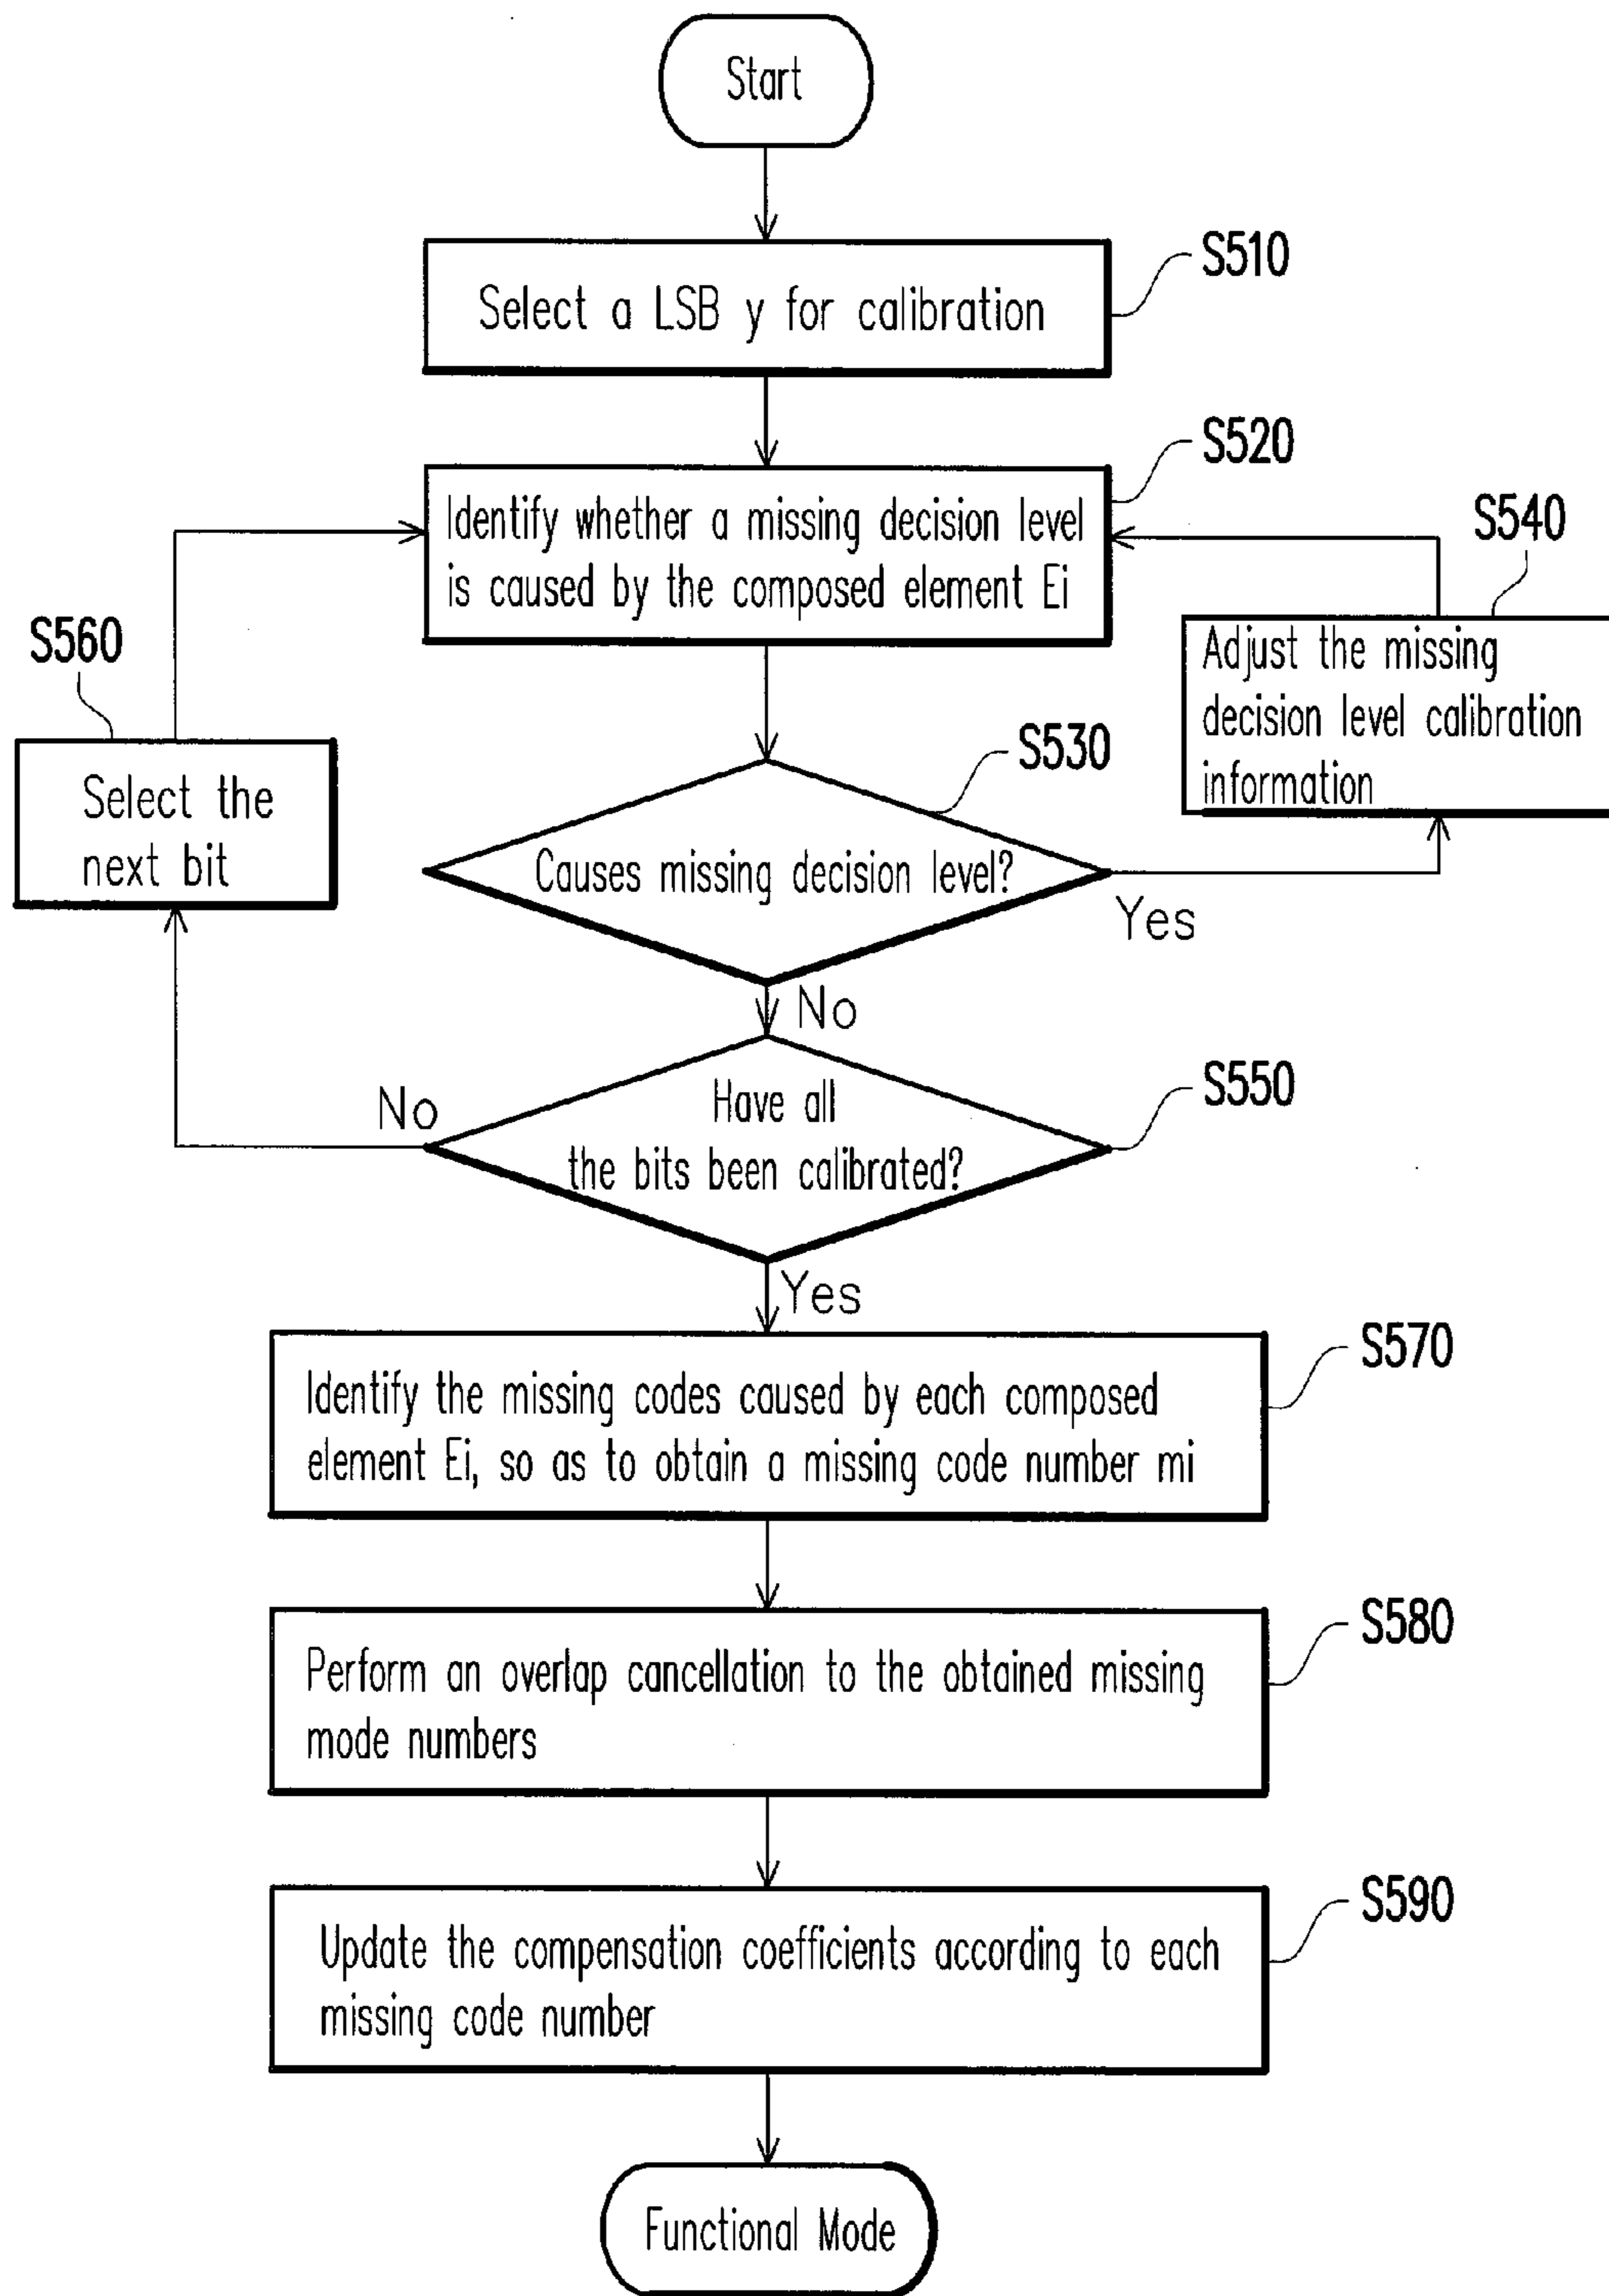 Start
S510
Select a LSB y for calibration
S520
Identify whether a missing decision level
is caused by the composed element Ei
S540
Adjust the missing
decision level calibration
information
S560
Select the
next bit
S530
Causes missing decision level?
Yes
No
S550
Have all
the bits been calibrated?
No
Yes
S570
Identify the missing codes caused by each composed
element Ei, so as to obtain a missing code number mi
S580
Perform an overlap cancellation to the obtained missing
mode numbers
S590
Update the compensation coefficients according to each
missing code number
Functional Mode